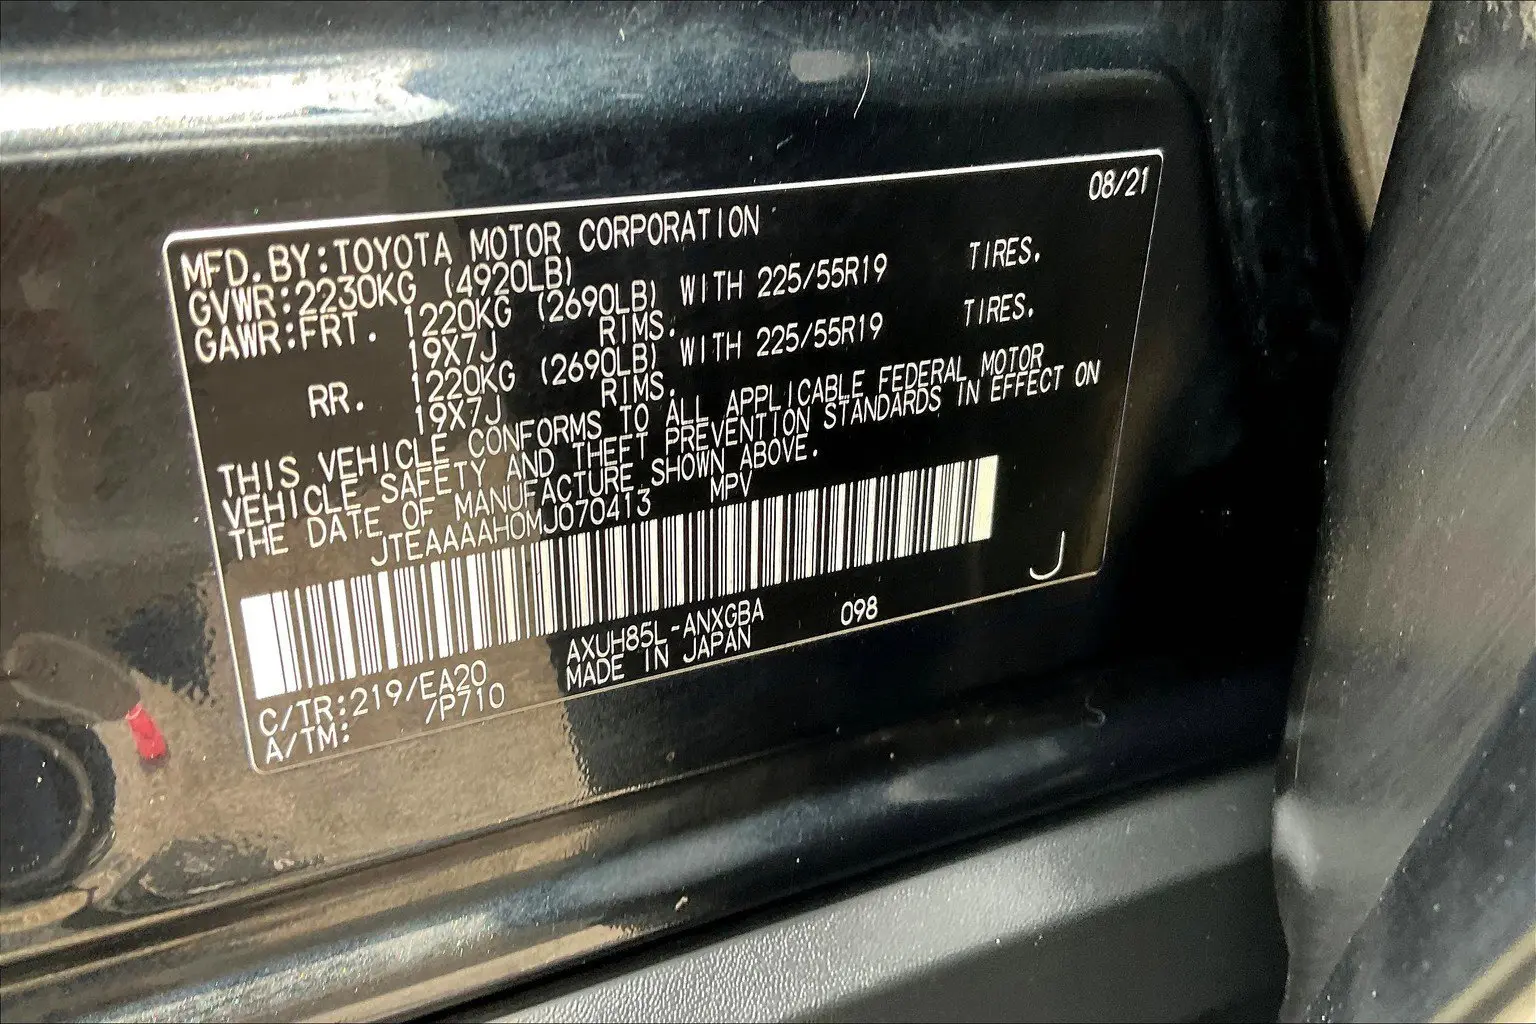 08/21
MFD. BY: TOYOTA MOTOR CORPORATION
GVWR: 2230KG (4920LB)
GAWR: FRT. 1220KG (2690LB) WITH 225/55R19 TIRES.
19X7J RIMS.
RR. 1220KG (2690LB) WITH 225/55R19 TIRES.
19X7J RIMS.
THIS VEHICLE CONFORMS TO ALL APPLICABLE FEDERAL MOTOR
VEHICLE SAFETY AND THEFT PREVENTION STANDARDS IN EFFECT ON
THE DATE OF MANUFACTURE SHOWN ABOVE.
JTEAAAAH0MJ070413 MPV
J
AXUH85L-ANXGBA 098
MADE IN JAPAN
C/TR: 219/EA20
A/TM: /P710